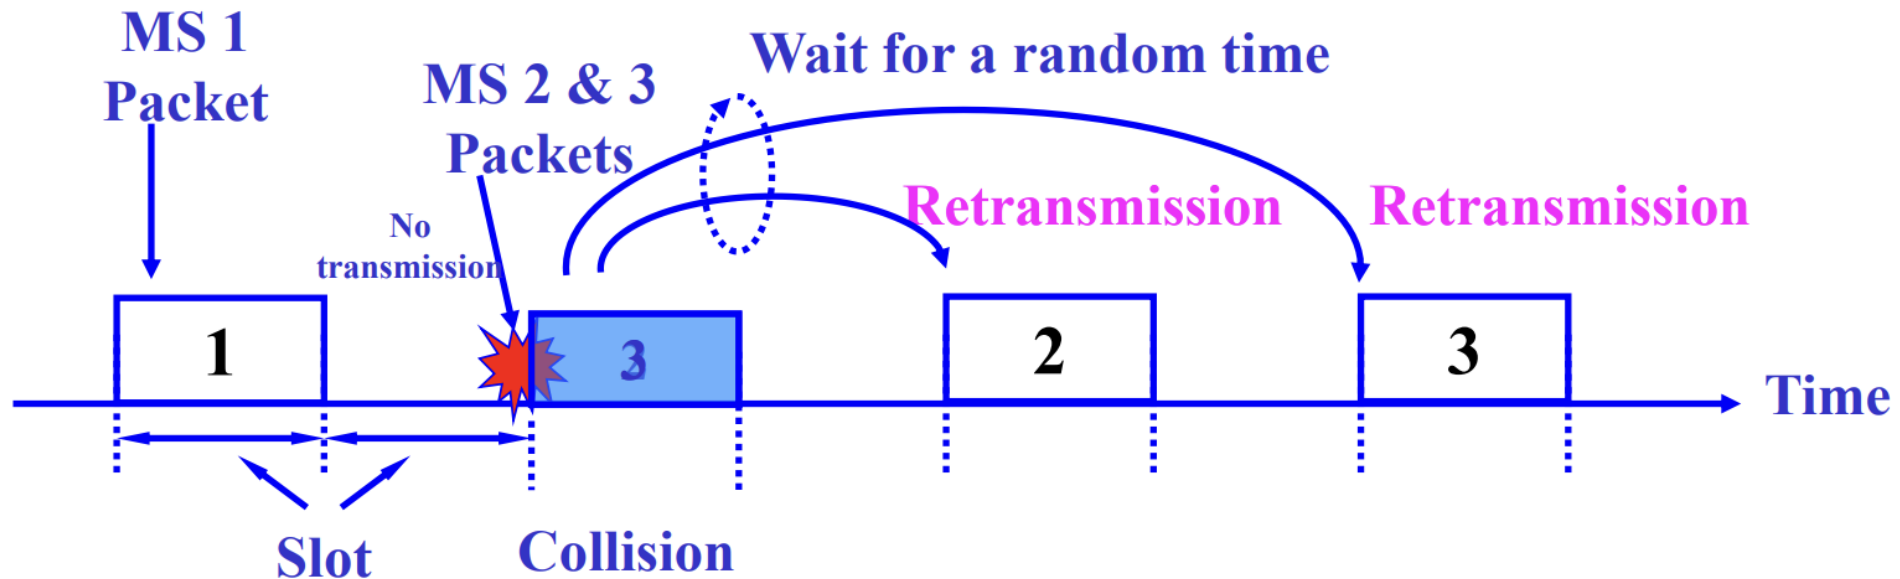 MS 1
Packet
MS 2 & 3
Packets
Wait for a random time
No
transmission
Retransmission
Retransmission
1
3
2
3
Time
Slot
Collision